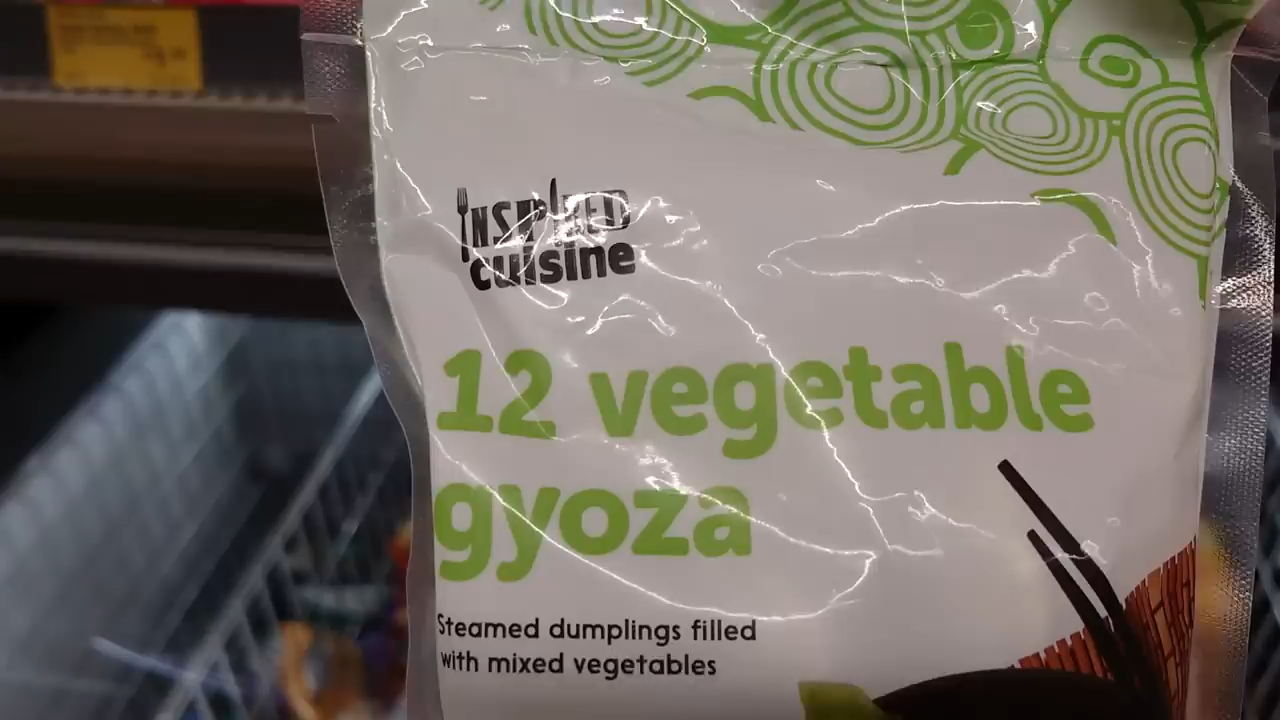 INSPIRED
cuisine
12 vegetable
gyoza
Steamed dumplings filled
with mixed vegetables